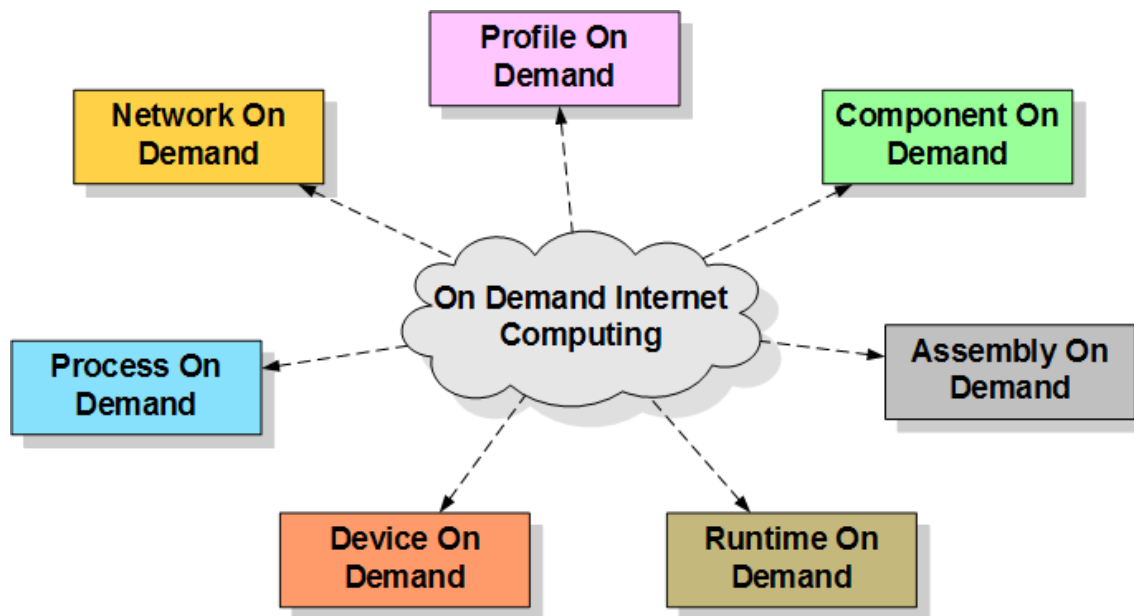 Profile On
Demand
Network On
Demand
Component On
Demand
On Demand Internet
Computing
Process On
Demand
Assembly On
Demand
Device On
Demand
Runtime On
Demand